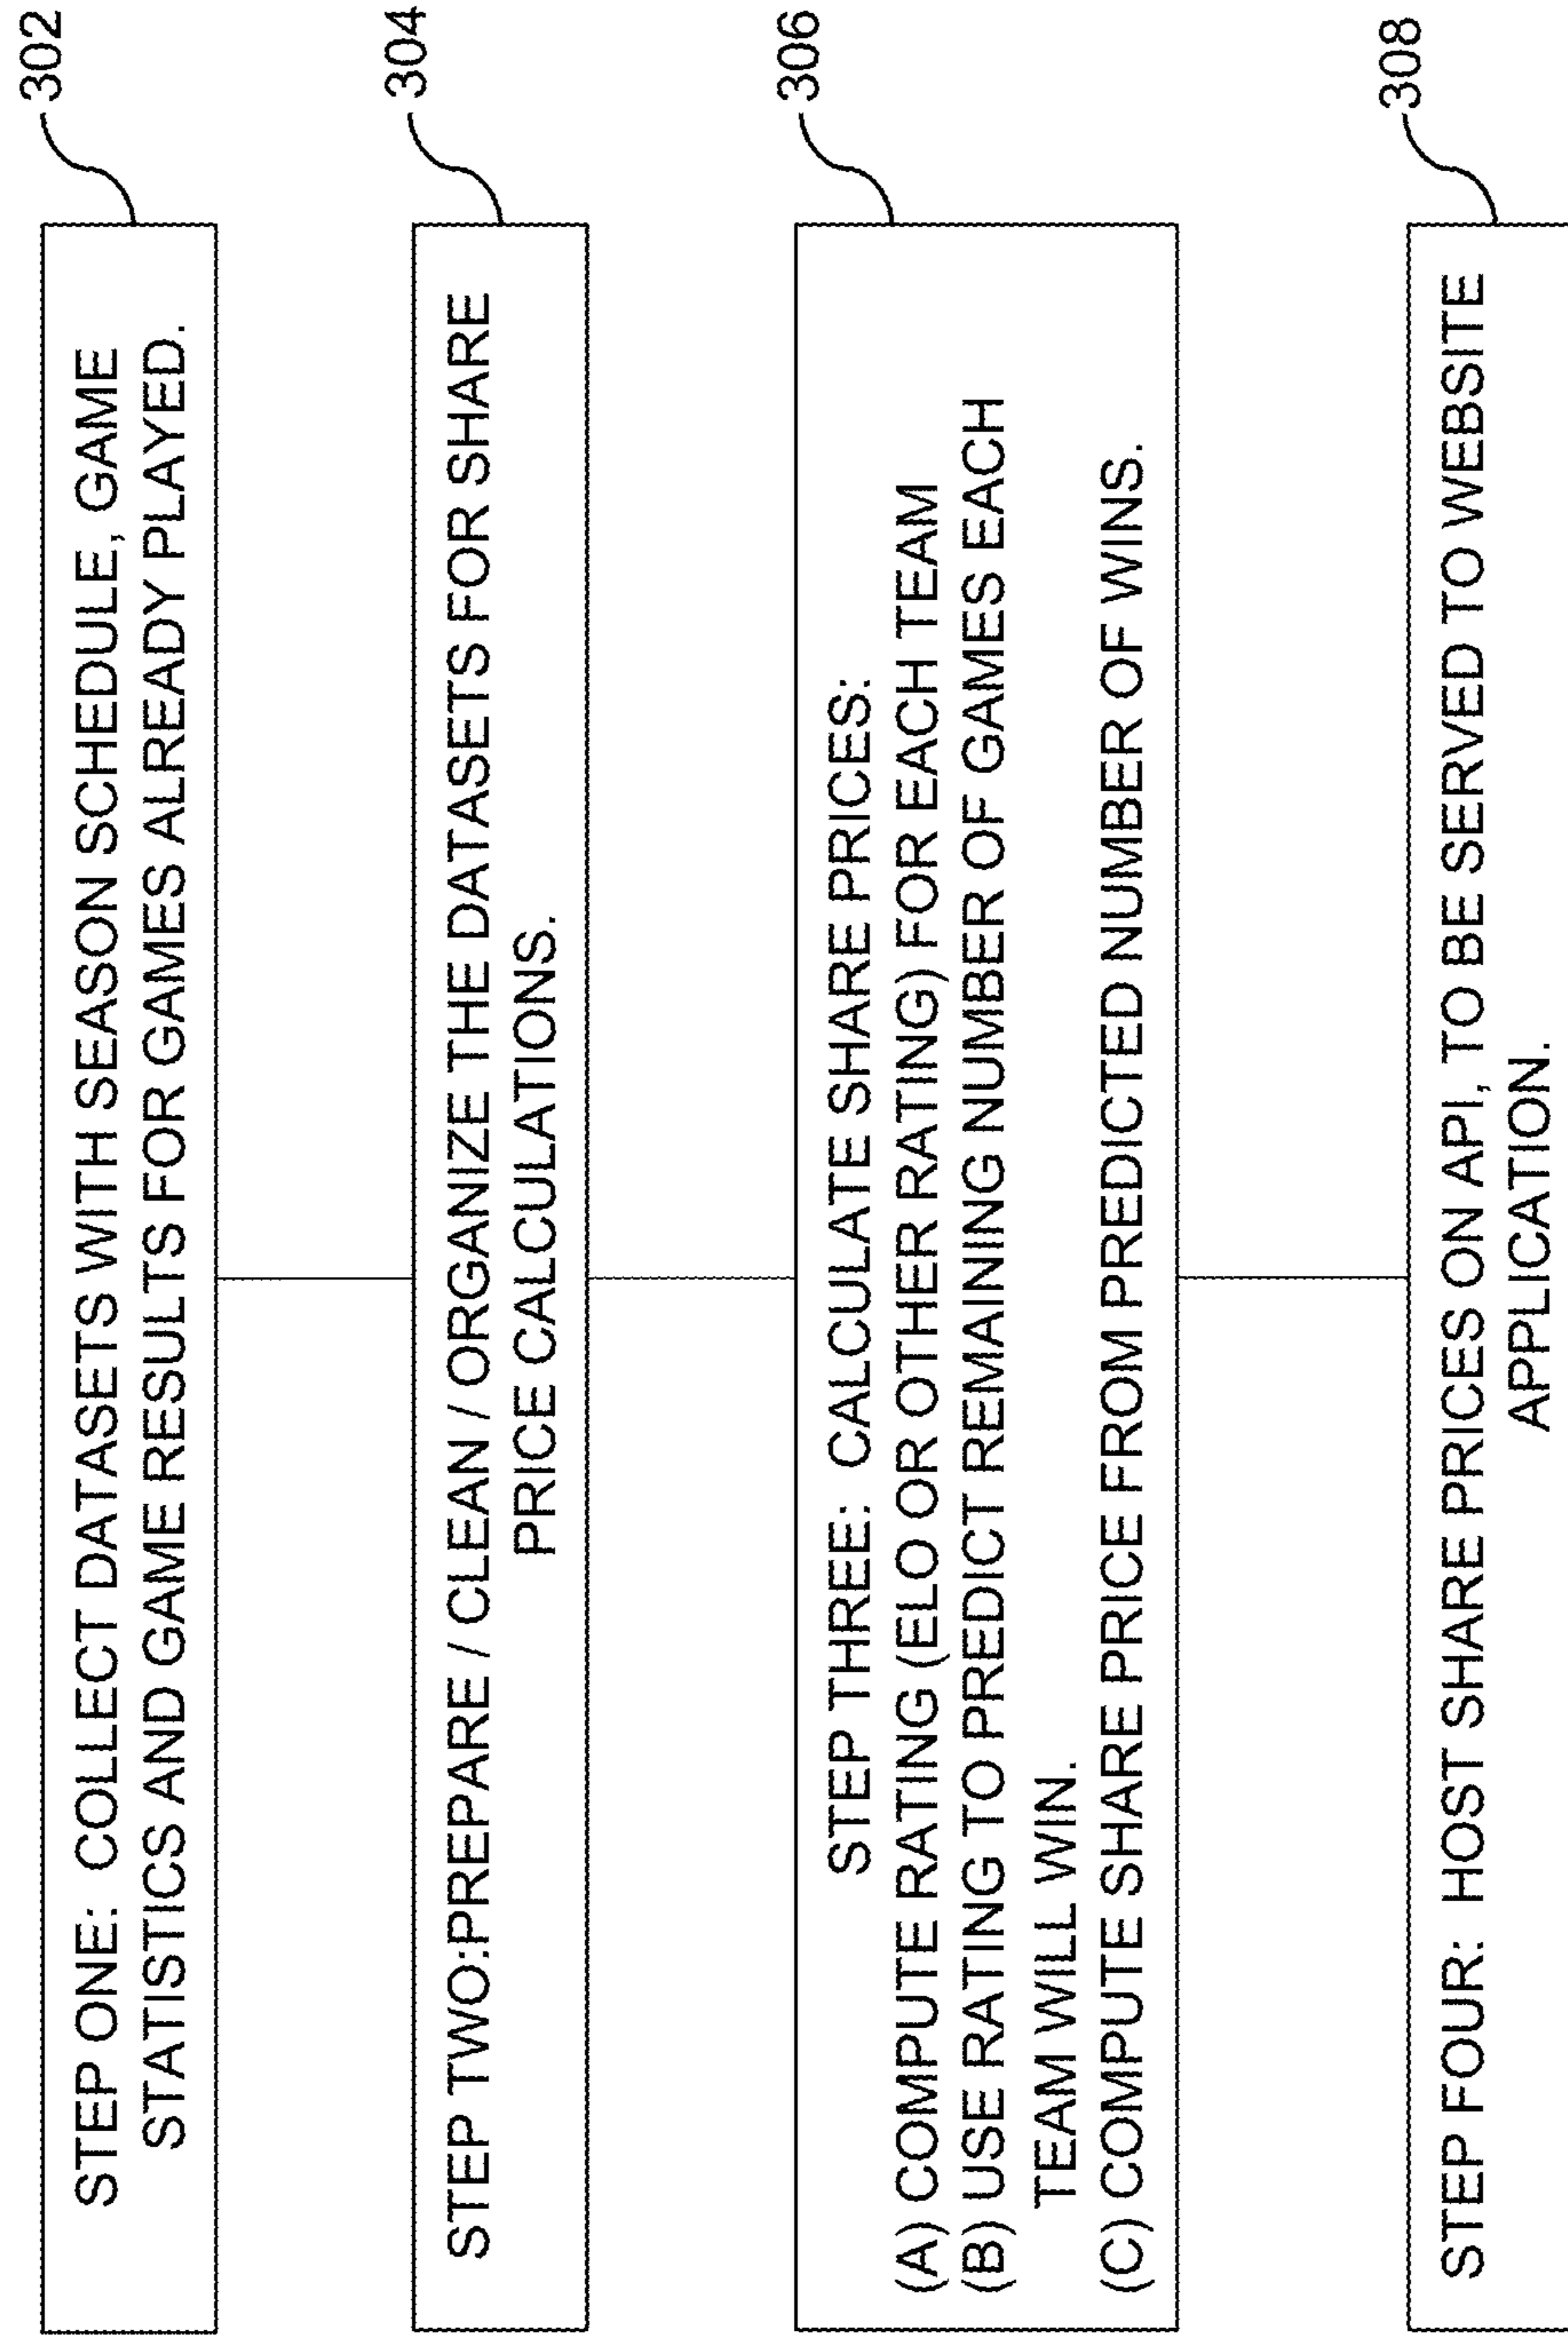 302
STEP ONE: COLLECT DATASETS WITH SEASON SCHEDULE, GAME
STATISTICS AND GAME RESULTS FOR GAMES ALREADY PLAYED.
304
STEP TWO:PREPARE / CLEAN / ORGANIZE THE DATASETS FOR SHARE
PRICE CALCULATIONS.
306
STEP THREE: CALCULATE SHARE PRICES:
(A) COMPUTE RATING (ELO OR OTHER RATING) FOR EACH TEAM
(B) USE RATING TO PREDICT REMAINING NUMBER OF GAMES EACH
TEAM WILL WIN.
(C) COMPUTE SHARE PRICE FROM PREDICTED NUMBER OF WINS.
308
STEP FOUR: HOST SHARE PRICES ON API, TO BE SERVED TO WEBSITE
APPLICATION.